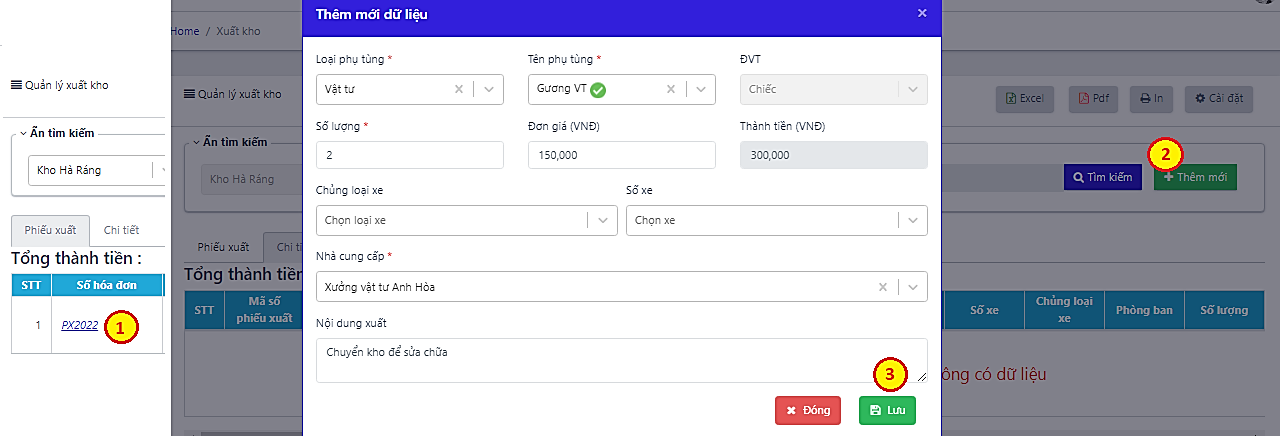 Quản lý xuất kho
Ẩn tìm kiếm
Kho Hà Ráng
Phiếu xuất Chi tiết
Tổng thành tiền :
STT Số hóa đơn
1 PX2022 1
Home / Xuất kho
Quản lý xuất kho
Excel Pdf In Cài đặt
Ẩn tìm kiếm
Kho Hà Ráng
2
Tìm kiếm Thêm mới
Phiếu xuất Chi ti
Tổng thành tiền
STT Mã số phiếu xuất
Số xe Chủng loại xe Phòng ban Số lượng
ông có dữ liệu
Thêm mới dữ liệu ×
Loại phụ tùng * Tên phụ tùng * ĐVT
Vật tư Gương VT Chiếc
Số lượng * Đơn giá (VNĐ) Thành tiền (VNĐ)
2 150,000 300,000
Chủng loại xe Số xe
Chọn loại xe Chọn xe
Nhà cung cấp *
Xưởng vật tư Anh Hòa
Nội dung xuất
Chuyển kho để sửa chữa
3
Đóng Lưu